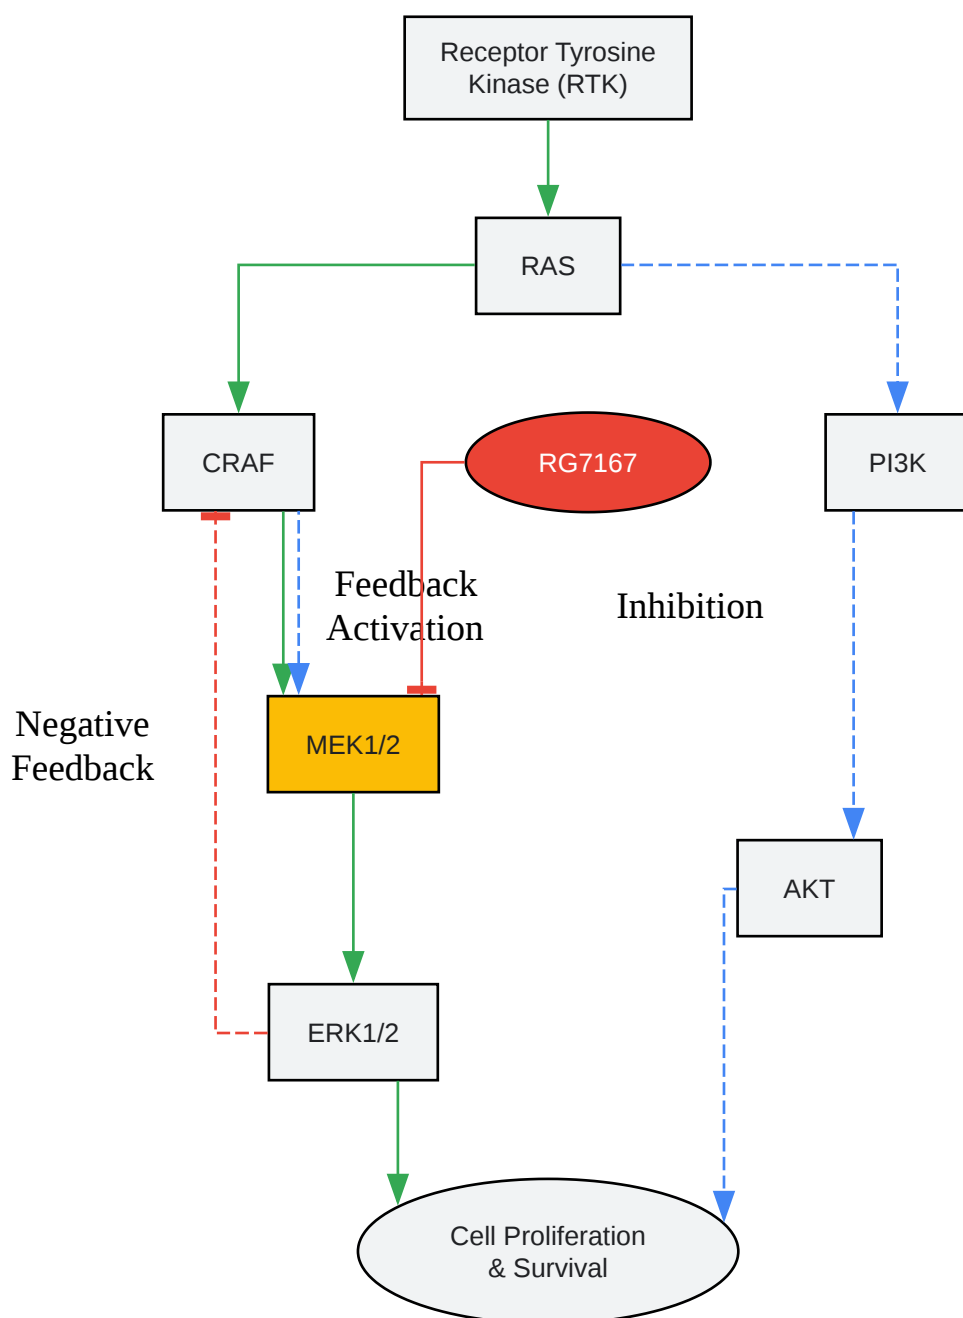 Receptor Tyrosine
Kinase (RTK)
RAS
CRAF
RG7167
PI3K
Feedback
Activation
Inhibition
Negative
Feedback
MEK1/2
AKT
ERK1/2
Cell Proliferation
& Survival